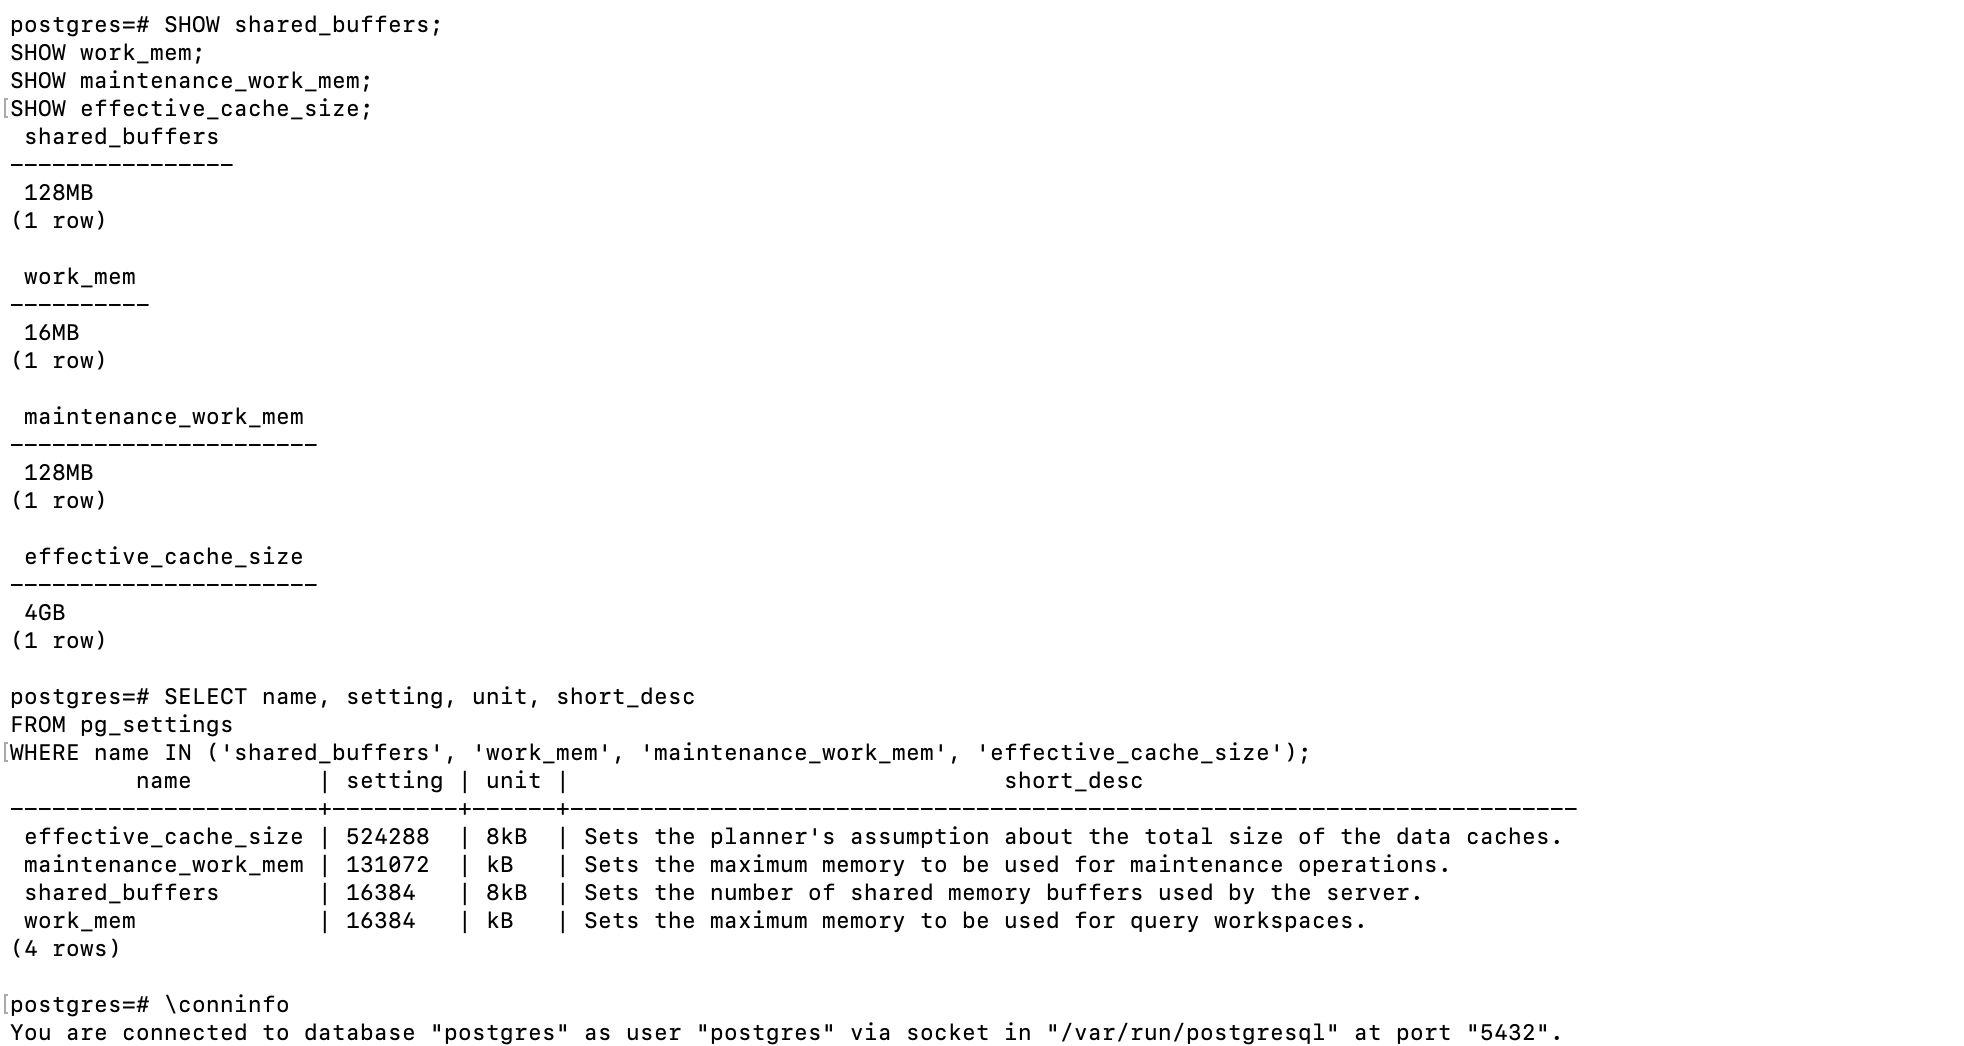 postgres=# SHOW shared_buffers;
SHOW work_mem;
SHOW maintenance_work_mem;
[SHOW effective_cache_size;
 shared_buffers
----------------
 128MB
(1 row)

 work_mem
----------
 16MB
(1 row)

 maintenance_work_mem
----------------------
 128MB
(1 row)

 effective_cache_size
----------------------
 4GB
(1 row)

postgres=# SELECT name, setting, unit, short_desc
FROM pg_settings
[WHERE name IN ('shared_buffers', 'work_mem', 'maintenance_work_mem', 'effective_cache_size');
         name         | setting | unit |                               short_desc
----------------------+---------+------+------------------------------------------------------------------------
 effective_cache_size | 524288  | 8kB  | Sets the planner's assumption about the total size of the data caches.
 maintenance_work_mem | 131072  | kB   | Sets the maximum memory to be used for maintenance operations.
 shared_buffers       | 16384   | 8kB  | Sets the number of shared memory buffers used by the server.
 work_mem             | 16384   | kB   | Sets the maximum memory to be used for query workspaces.
(4 rows)

[postgres=# \conninfo
You are connected to database "postgres" as user "postgres" via socket in "/var/run/postgresql" at port "5432".